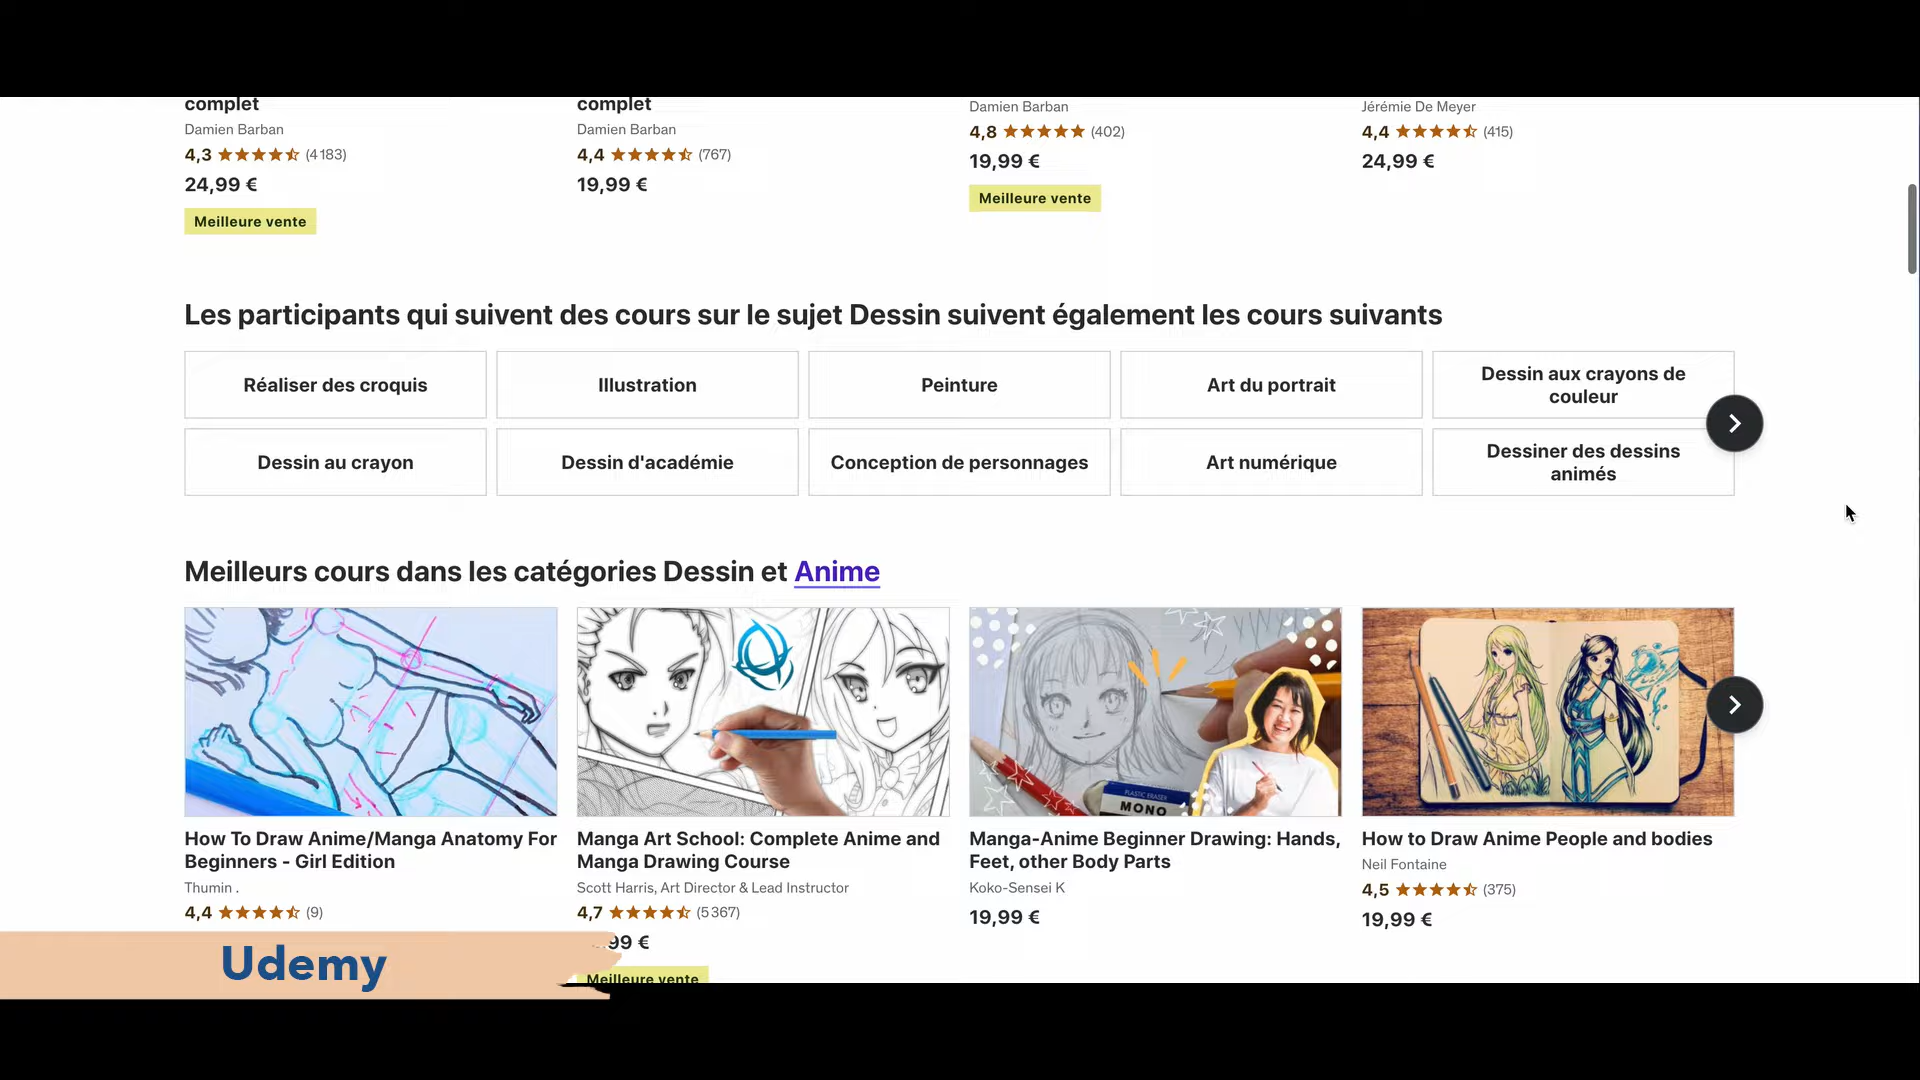 complet
Damien Barban
4,3 (4 183)
24,99 €
Meilleure vente
complet
Damien Barban
4,4 (767)
19,99 €
Damien Barban
4,8 (402)
19,99 €
Meilleure vente
Jérémie De Meyer
4,4 (415)
24,99 €
Les participants qui suivent des cours sur le sujet Dessin suivent également les cours suivants
Réaliser des croquis
Illustration
Peinture
Art du portrait
Dessin aux crayons de
couleur
Dessin au crayon
Dessin d'académie
Conception de personnages
Art numérique
Dessiner des dessins
animés
Meilleurs cours dans les catégories Dessin et Anime
PLASTIC ERASER
MONO
How To Draw Anime/Manga Anatomy For
Beginners - Girl Edition
Thumin .
4,4 (9)
Manga Art School: Complete Anime and
Manga Drawing Course
Scott Harris, Art Director & Lead Instructor
4,7 (5 367)
99 €
Meilleure vente
Manga-Anime Beginner Drawing: Hands,
Feet, other Body Parts
Koko-Sensei K
19,99 €
How to Draw Anime People and bodies
Neil Fontaine
4,5 (375)
19,99 €
Udemy